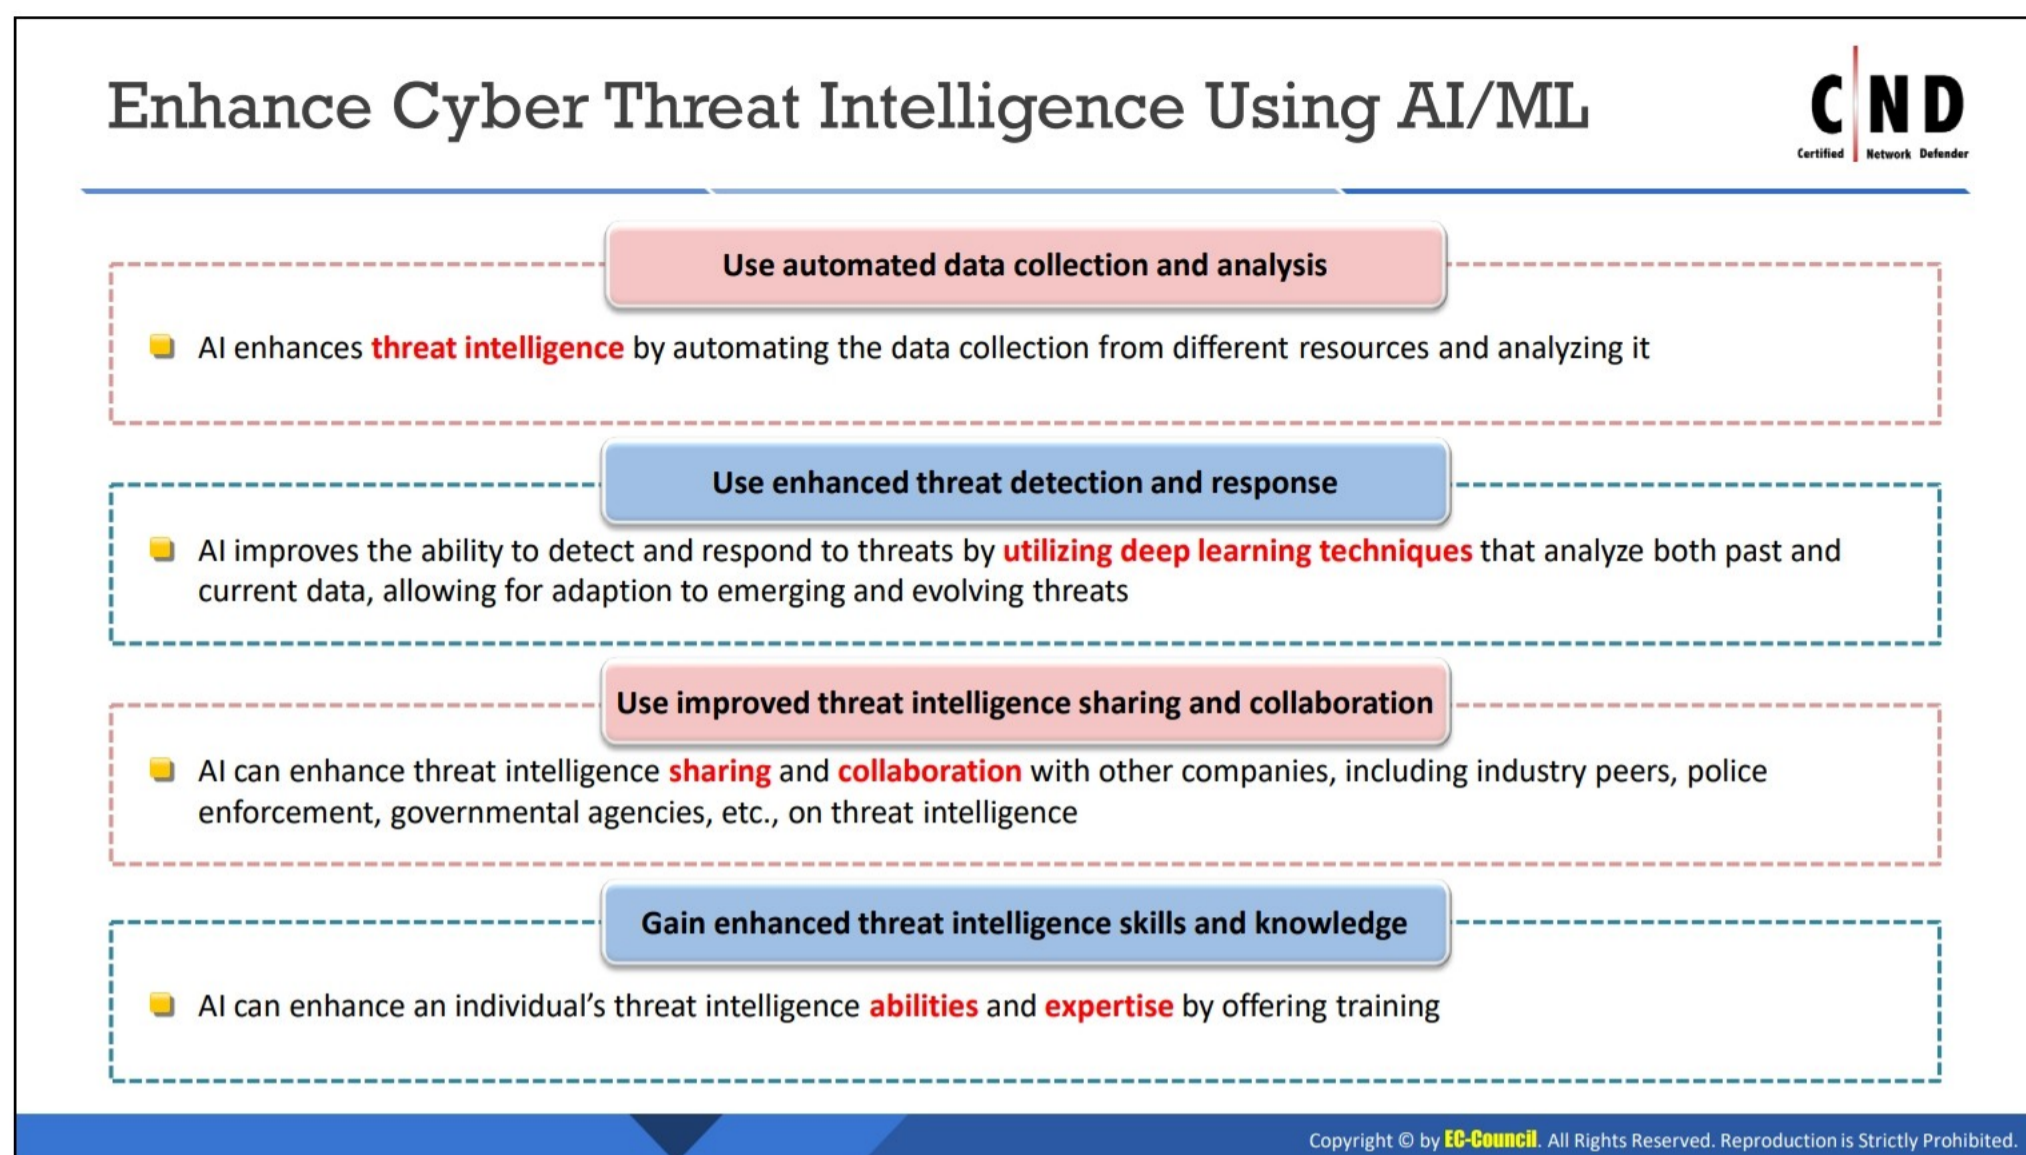 Enhance Cyber Threat Intelligence Using AI/ML
C|ND
Certified Network Defender
Use automated data collection and analysis
AI enhances threat intelligence by automating the data collection from different resources and analyzing it
Use enhanced threat detection and response
AI improves the ability to detect and respond to threats by utilizing deep learning techniques that analyze both past and
current data, allowing for adaption to emerging and evolving threats
Use improved threat intelligence sharing and collaboration
AI can enhance threat intelligence sharing and collaboration with other companies, including industry peers, police
enforcement, governmental agencies, etc., on threat intelligence
Gain enhanced threat intelligence skills and knowledge
AI can enhance an individual’s threat intelligence abilities and expertise by offering training
Copyright © by EC-Council. All Rights Reserved. Reproduction is Strictly Prohibited.